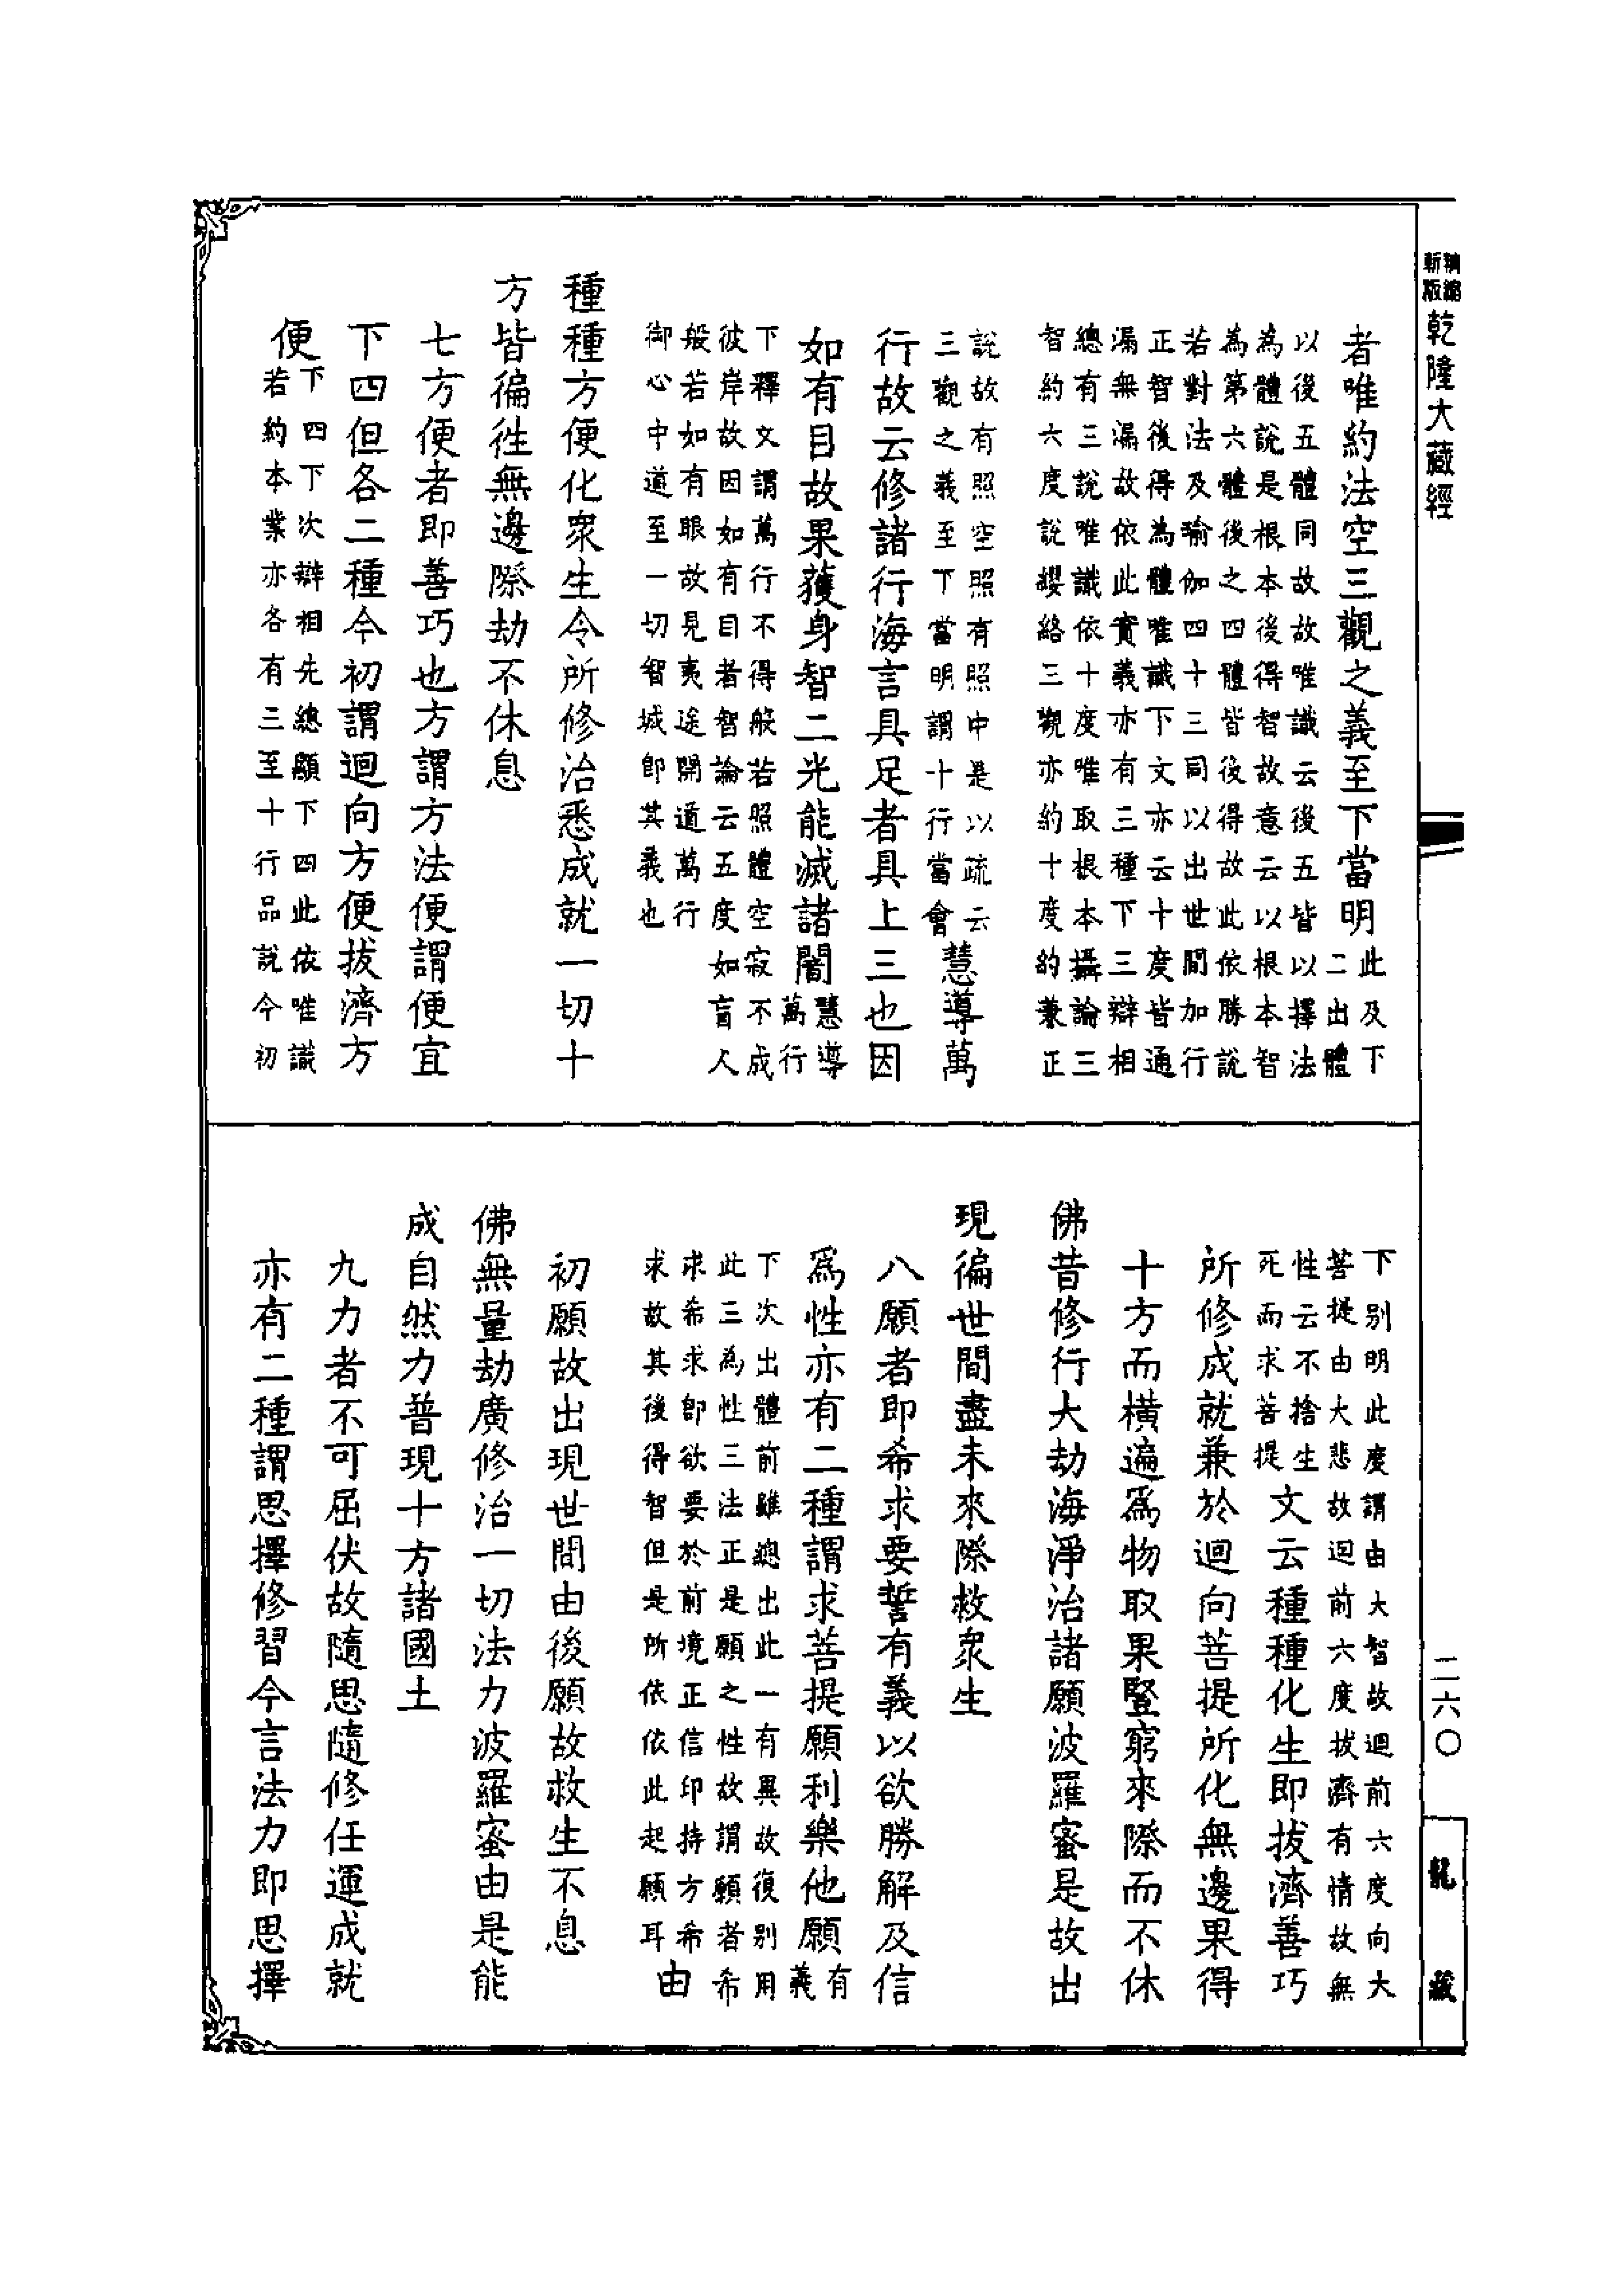 精縮
新版
乾隆大藏經
者唯約法空三觀之義至下當明
此及下
二出體
以後五體同故故唯識云後五皆以擇法
為體說是根本後得智故意云以根本智
為第六體後之四體皆後得故此依勝說
若對法及瑜伽四十三同以出世間加行
正智後得為體唯識下文亦云十度皆通
漏無漏故依此實義亦有三種下三辯相
總有三說唯識依十度唯取根本攝論三
智約六度說纓絡三觀亦約十度約兼正
說故有照空照有照中是以疏云
三觀之義至下當明謂十行當會
慧導萬
行故云修諸行海言具足者具上三也因
如有目故果獲身智二光能滅諸闇
慧導
萬行
下釋文謂萬行不得般若照體空寂不成
彼岸故因如有目者智論云五度如盲人
般若如有眼故見夷途開道萬行
御心中道至一切智城即其義也
種種方便化衆生令所修治悉成就一切十
方皆徧徃無邊際劫不休息
七方便者即善巧也方謂方法便謂便宜
下四但各二種今初謂迴向方便拔濟方
便
下四下次辯相先總顯下四此依唯識
若約本業亦各有三至十行品說今初
下別明此度謂由大智故迴前六度向大
菩提由大悲故迴前六度拔濟有情故無
性云不捨生
死而求菩提
文云種種化生即拔濟善巧
所修成就兼於迴向菩提所化無邊果得
十方而橫遍爲物取果豎窮來際而不休
佛昔修行大劫海淨治諸願波羅蜜是故出
現徧世間盡未來際救衆生
八願者即希求要誓有義以欲勝解及信
爲性亦有二種謂求菩提願利樂他願
有
義
下次出體前雖總出此一有異故復別用
此三為性三法正是願之性故謂願者希
求希求即欲要於前境正信印持方希
求故其後得智但是所依依此起願耳
由
初願故出現世間由後願故救生不息
佛無量劫廣修治一切法力波羅蜜由是能
成自然力普現十方諸國土
九力者不可屈伏故隨思隨修任運成就
亦有二種謂思擇修習今言法力即思擇
二六〇
龍藏